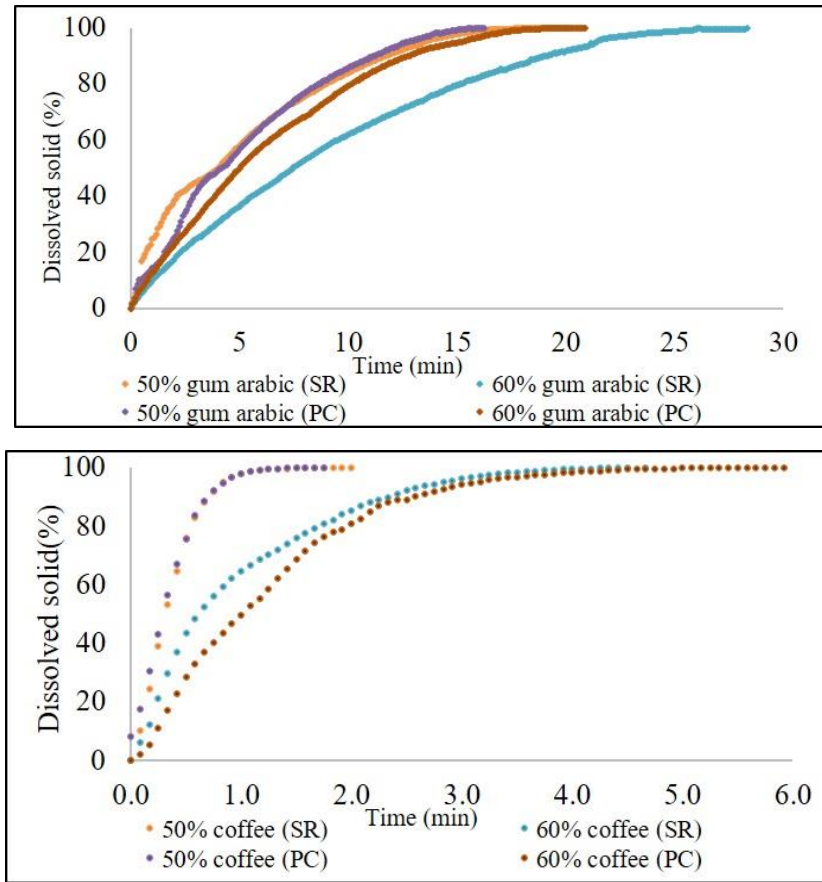 Dissolved solid (%)
100
80
60
40
20
0
0 5 10 15 20 25 30
Time (min)
50% gum arabic (SR) 60% gum arabic (SR)
50% gum arabic (PC) 60% gum arabic (PC)
Dissolved solid(%)
100
80
60
40
20
0
0.0 1.0 2.0 3.0 4.0 5.0 6.0
Time (min)
50% coffee (SR) 60% coffee (SR)
50% coffee (PC) 60% coffee (PC)